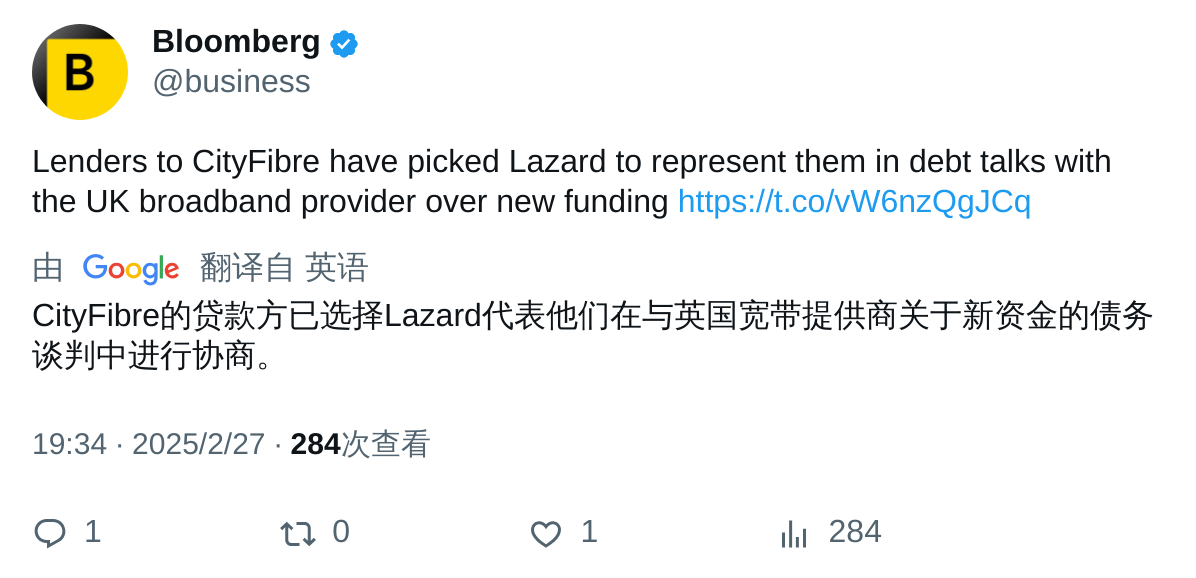 B
Bloomberg
@business
Lenders to CityFibre have picked Lazard to represent them in debt talks with
the UK broadband provider over new funding https://t.co/vW6nzQgJCq
由 Google 翻译自 英语
CityFibre的贷款方已选择Lazard代表他们在与英国宽带提供商关于新资金的债务
谈判中进行协商。
19:34 · 2025/2/27 · 284次查看
1 0 1 284